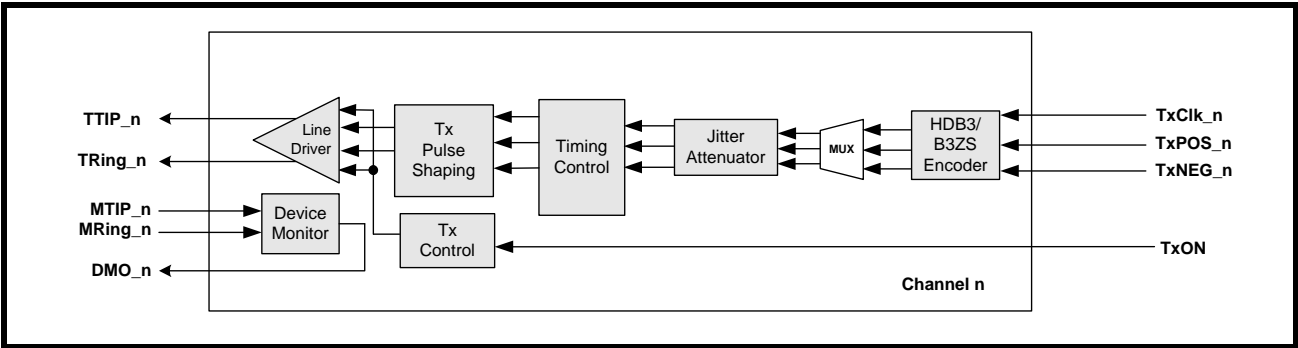 TTIP_n
TRing_n
MTIP_n
MRing_n
DMO_n
Line
Driver
Device
Monitor
Tx
Pulse
Shaping
Tx
Control
Timing
Control
Jitter
Attenuator
MUX
HDB3/
B3ZS
Encoder
TxClk_n
TxPOS_n
TxNEG_n
TxON
Channel n